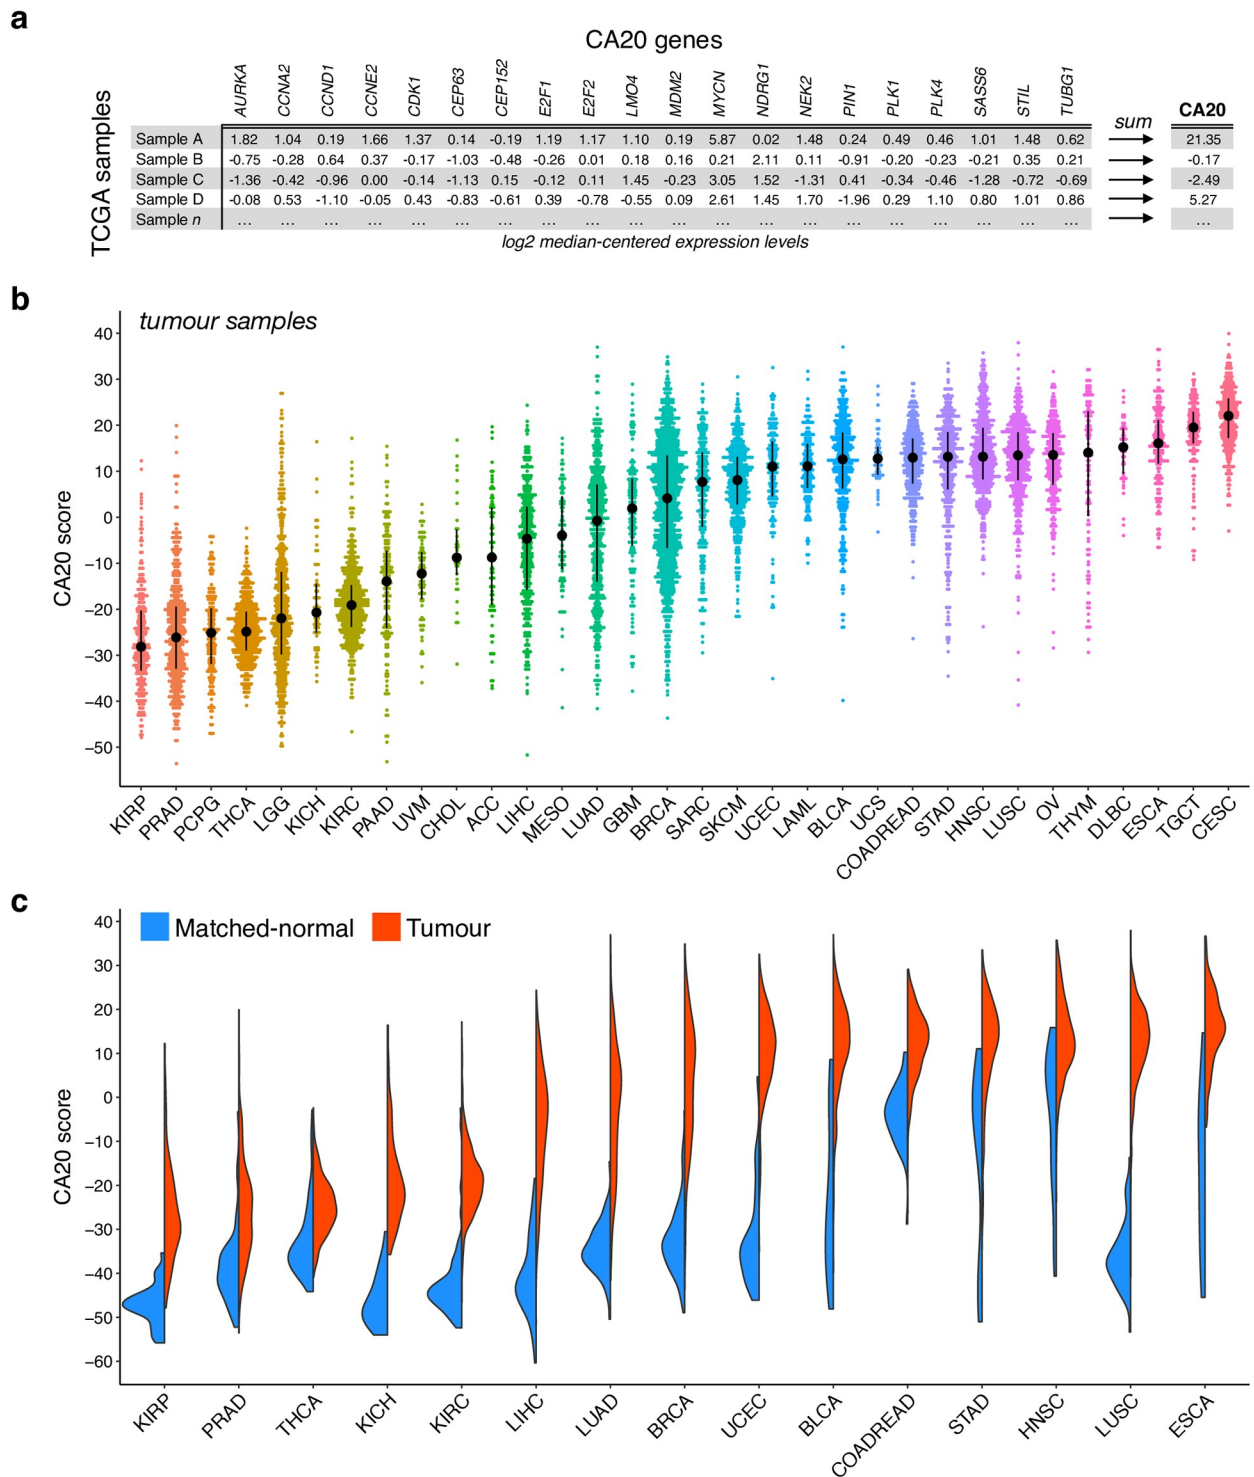 a
CA20 genes
AURKA CCNA2 CCND1 CCNE2 CDK1 CEP63 CEP152 E2F1 E2F2 LMO4 MDM2 MYCN NDRG1 NEK2 PIN1 PLK1 PLK4 SASS6 STIL TUBG1 sum CA20
TCGA samples
Sample A 1.82 1.04 0.19 1.66 1.37 0.14 -0.19 1.19 1.17 1.10 0.19 5.87 0.02 1.48 0.24 0.49 0.46 1.01 1.48 0.62 21.35
Sample B -0.75 -0.28 0.64 0.37 -0.17 -1.03 -0.48 -0.26 0.01 0.18 0.16 0.21 2.11 0.11 -0.91 -0.20 -0.23 -0.21 0.35 0.21 -0.17
Sample C -1.36 -0.42 -0.96 0.00 -0.14 -1.13 0.15 -0.12 0.11 1.45 -0.23 3.05 1.52 -1.31 0.41 -0.34 -0.46 -1.28 -0.72 -0.69 -2.49
Sample D -0.08 0.53 -1.10 -0.05 0.43 -0.83 -0.61 0.39 -0.78 -0.55 0.09 2.61 1.45 1.70 -1.96 0.29 1.10 0.80 1.01 0.86 5.27
Sample n ... ... ... ... ... ... ... ... ... ... ... ... ... ... ... ... ... ... ... ... ...
log2 median-centered expression levels
b
tumour samples
CA20 score
40
30
20
10
0
−10
−20
−30
−40
−50
KIRP PRAD PCPG THCA LGG KICH KIRC PAAD UVM CHOL ACC LIHC MESO LUAD GBM BRCA SARC SKCM UCEC LAML BLCA UCS COADREAD STAD HNSC LUSC OV THYM DLBC ESCA TGCT CESC
c
Matched-normal Tumour
CA20 score
40
30
20
10
0
−10
−20
−30
−40
−50
−60
KIRP PRAD THCA KICH KIRC LIHC LUAD BRCA UCEC BLCA COADREAD STAD HNSC LUSC ESCA